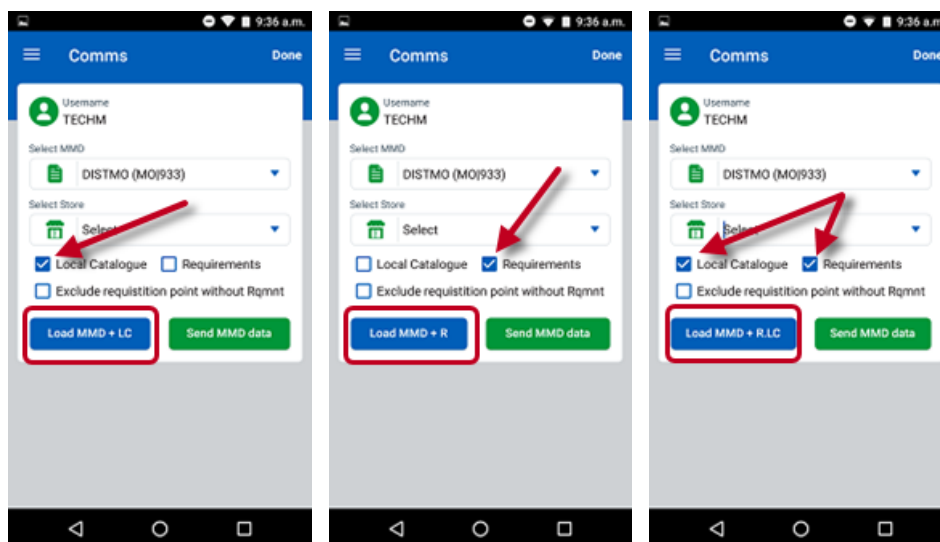 9:36 a.m.
Comms
Done
Username
TECHM
Select MMD
DISTMO (MO|933)
Select Store
Select
Local Catalogue
Requirements
Exclude requistition point without Rqmnt
Load MMD + LC
Send MMD data
9:36 a.m.
Comms
Done
Username
TECHM
Select MMD
DISTMO (MO|933)
Select Store
Select
Local Catalogue
Requirements
Exclude requistition point without Rqmnt
Load MMD + R
Send MMD data
9:36 a.m
Comms
Done
Username
TECHM
Select MMD
DISTMO (MO|933)
Select Store
Select
Local Catalogue
Requirements
Exclude requistition point without Rqmnt
Load MMD + R.LC
Send MMD data